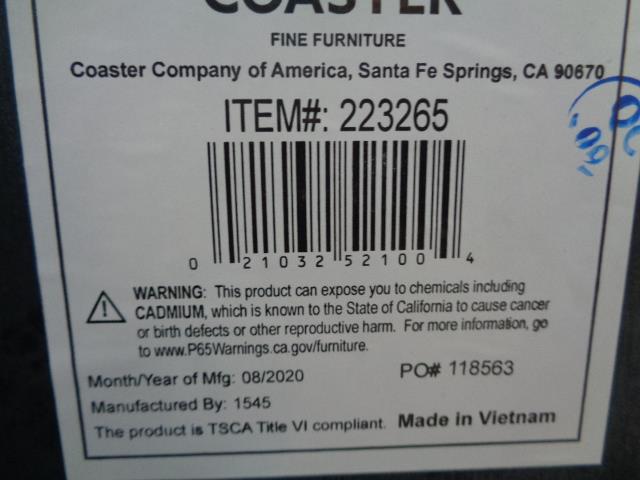 COASTER
FINE FURNITURE
Coaster Company of America, Santa Fe Springs, CA 90670
ITEM#: 223265
0 21032 52100 4
WARNING: This product can expose you to chemicals including
CADMIUM, which is known to the State of California to cause cancer
or birth defects or other reproductive harm. For more information, go
to www.P65Warnings.ca.gov/furniture.
Month/Year of Mfg: 08/2020
PO# 118563
Manufactured By: 1545
The product is TSCA Title VI compliant. Made in Vietnam